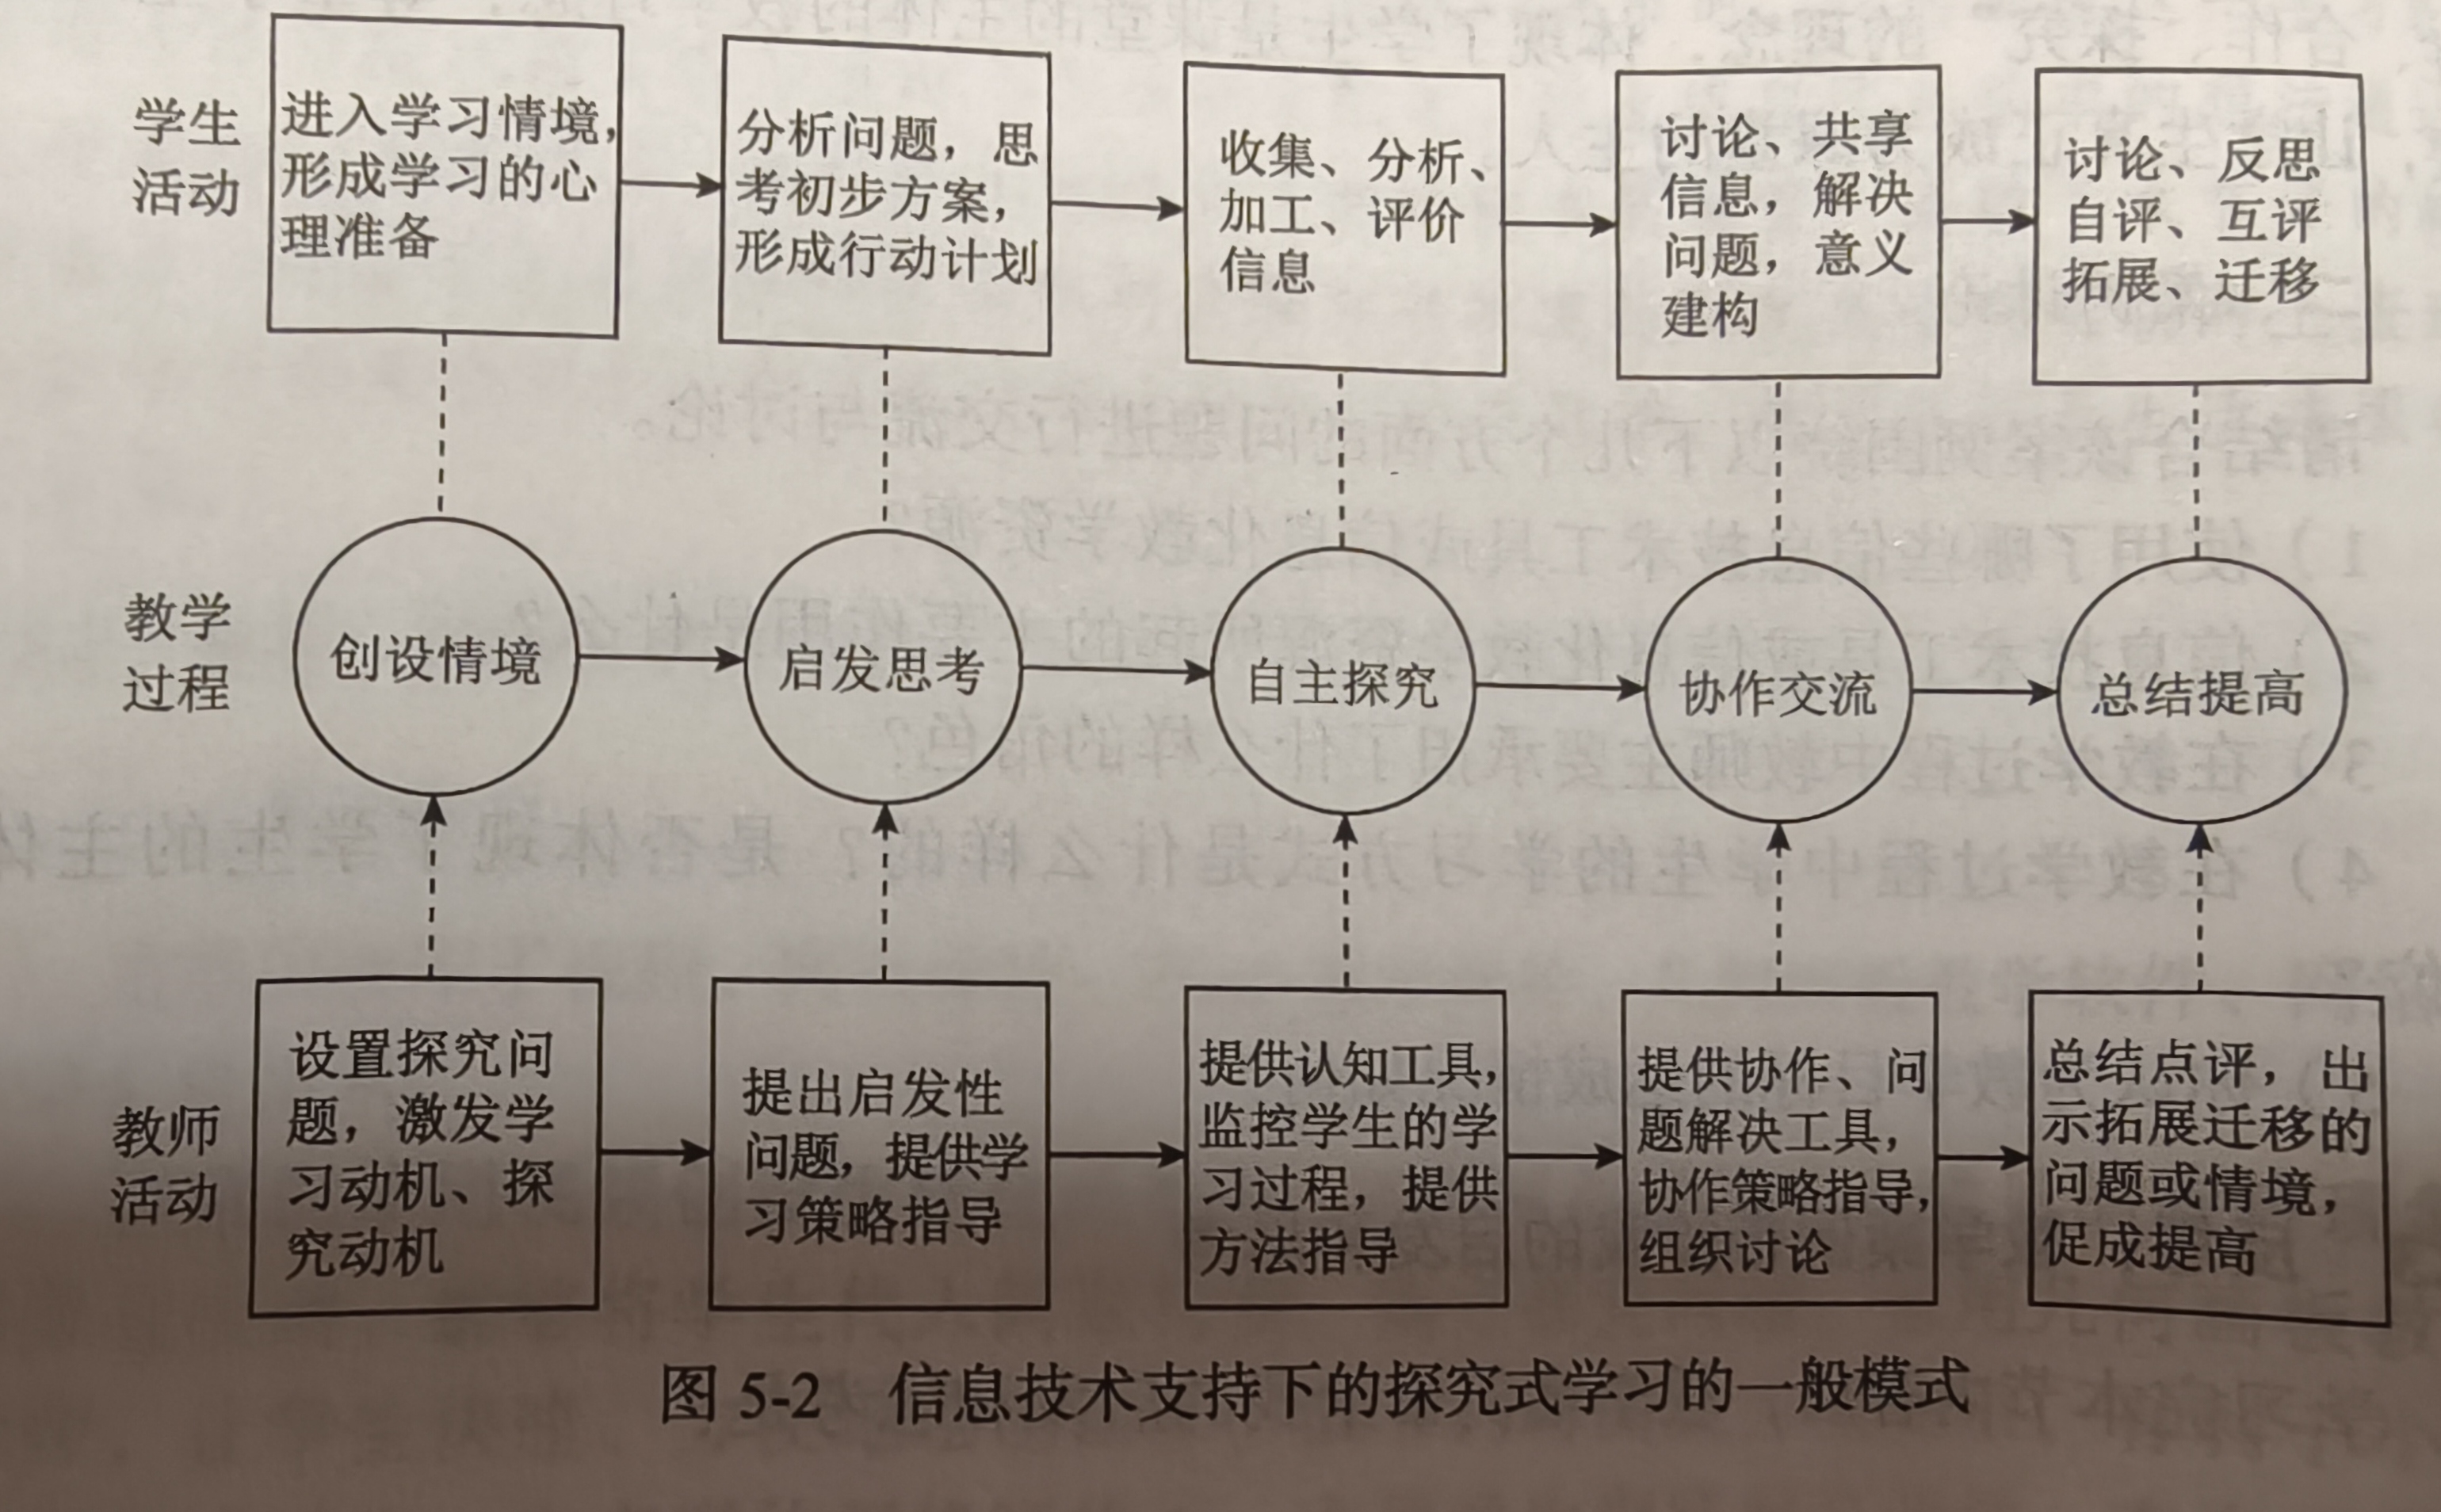 学生
活动
进入学习情境,
形成学习的心
理准备
分析问题，思
考初步方案，
形成行动计划
收集、分析、
加工、评价
信息
讨论、共享
信息，解决
问题，意义
建构
讨论、反思
自评、互评
拓展、迁移
教学
过程
创设情境
启发思考
自主探究
协作交流
总结提高
教师
活动
设置探究问
题，激发学
习动机、探
究动机
提出启发性
问题，提供学
习策略指导
提供认知工具,
监控学生的学
习过程，提供
方法指导
提供协作、问
题解决工具，
协作策略指导,
组织讨论
总结点评，出
示拓展迁移的
问题或情境，
促成提高
图 5-2 信息技术支持下的探究式学习的一般模式